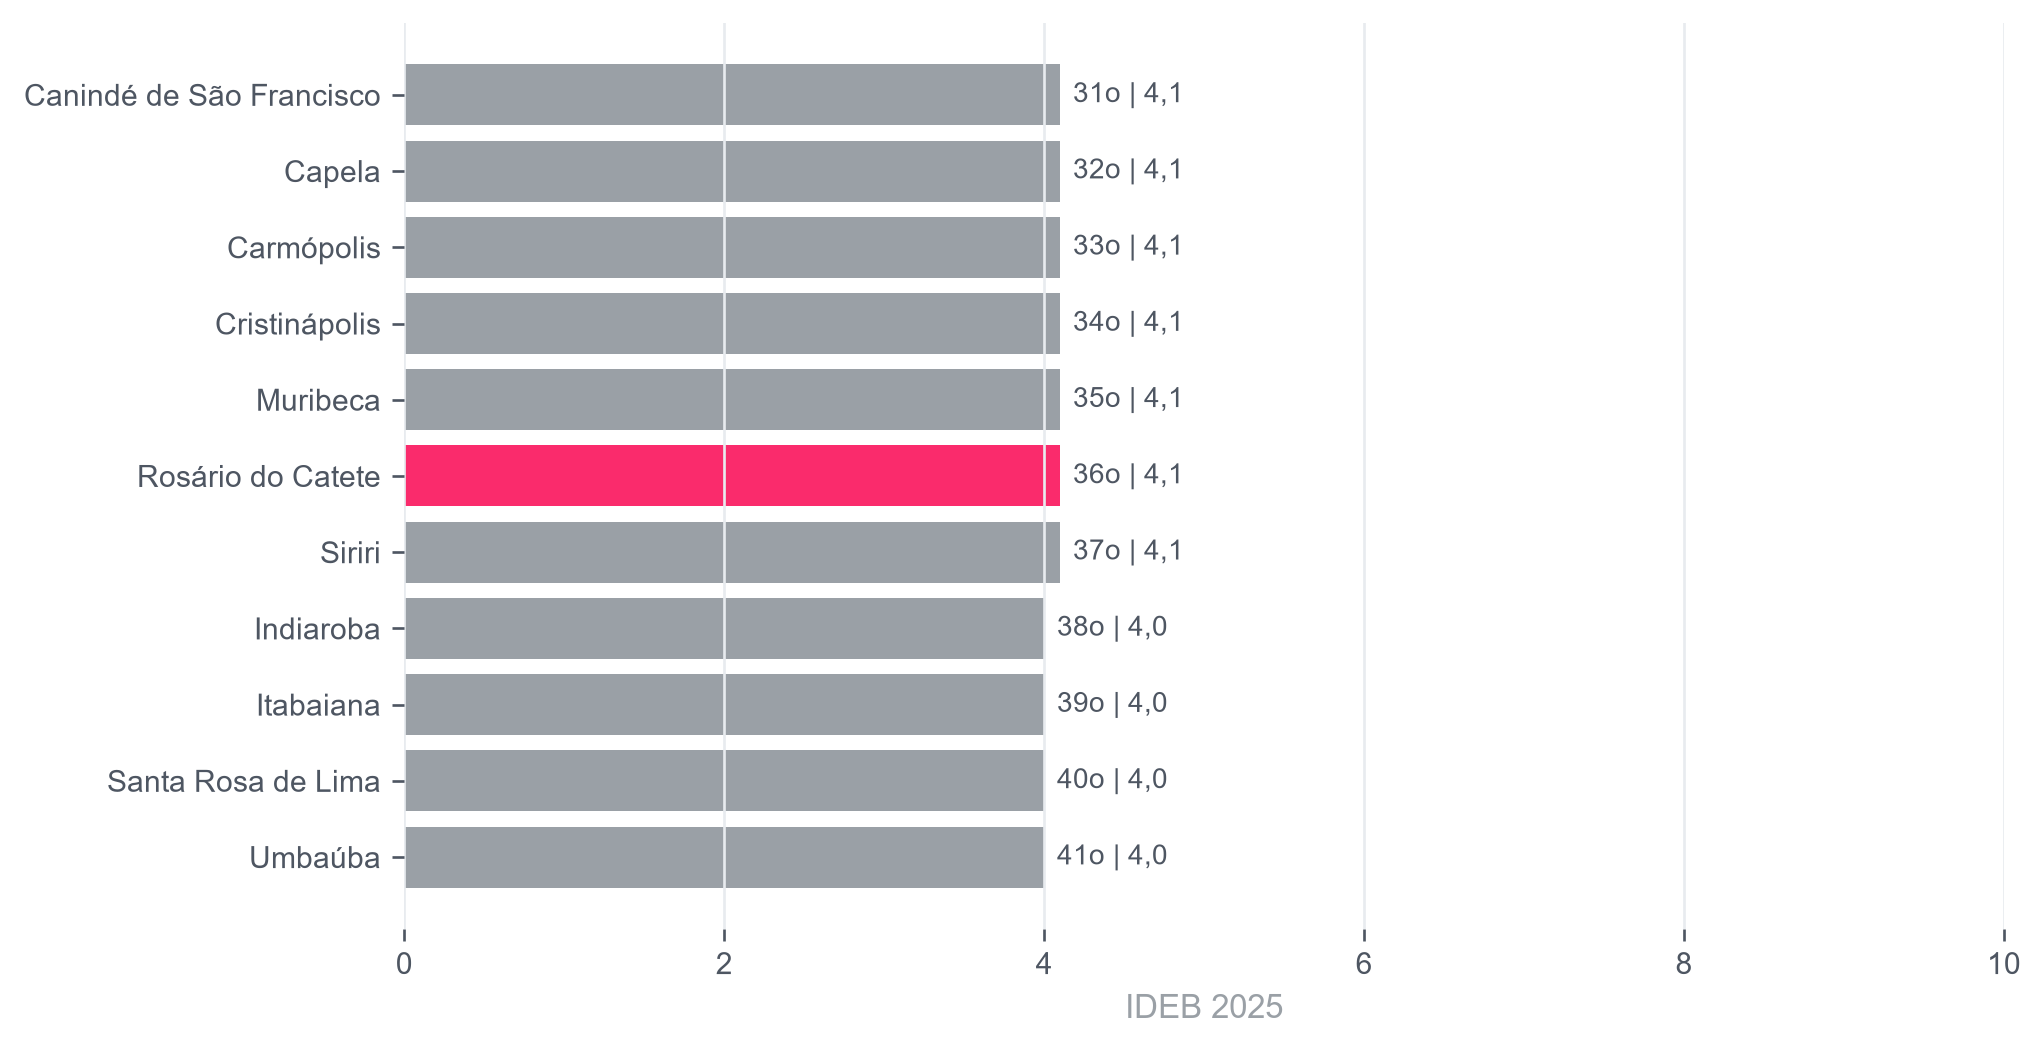 Canindé de São Francisco 31o | 4,1
Capela 32o | 4,1
Carmópolis 33o | 4,1
Cristinápolis 34o | 4,1
Muribeca 35o | 4,1
Rosário do Catete 36o | 4,1
Siriri 37o | 4,1
Indiaroba 38o | 4,0
Itabaiana 39o | 4,0
Santa Rosa de Lima 40o | 4,0
Umbaúba 41o | 4,0
0 2 4 6 8 10
IDEB 2025